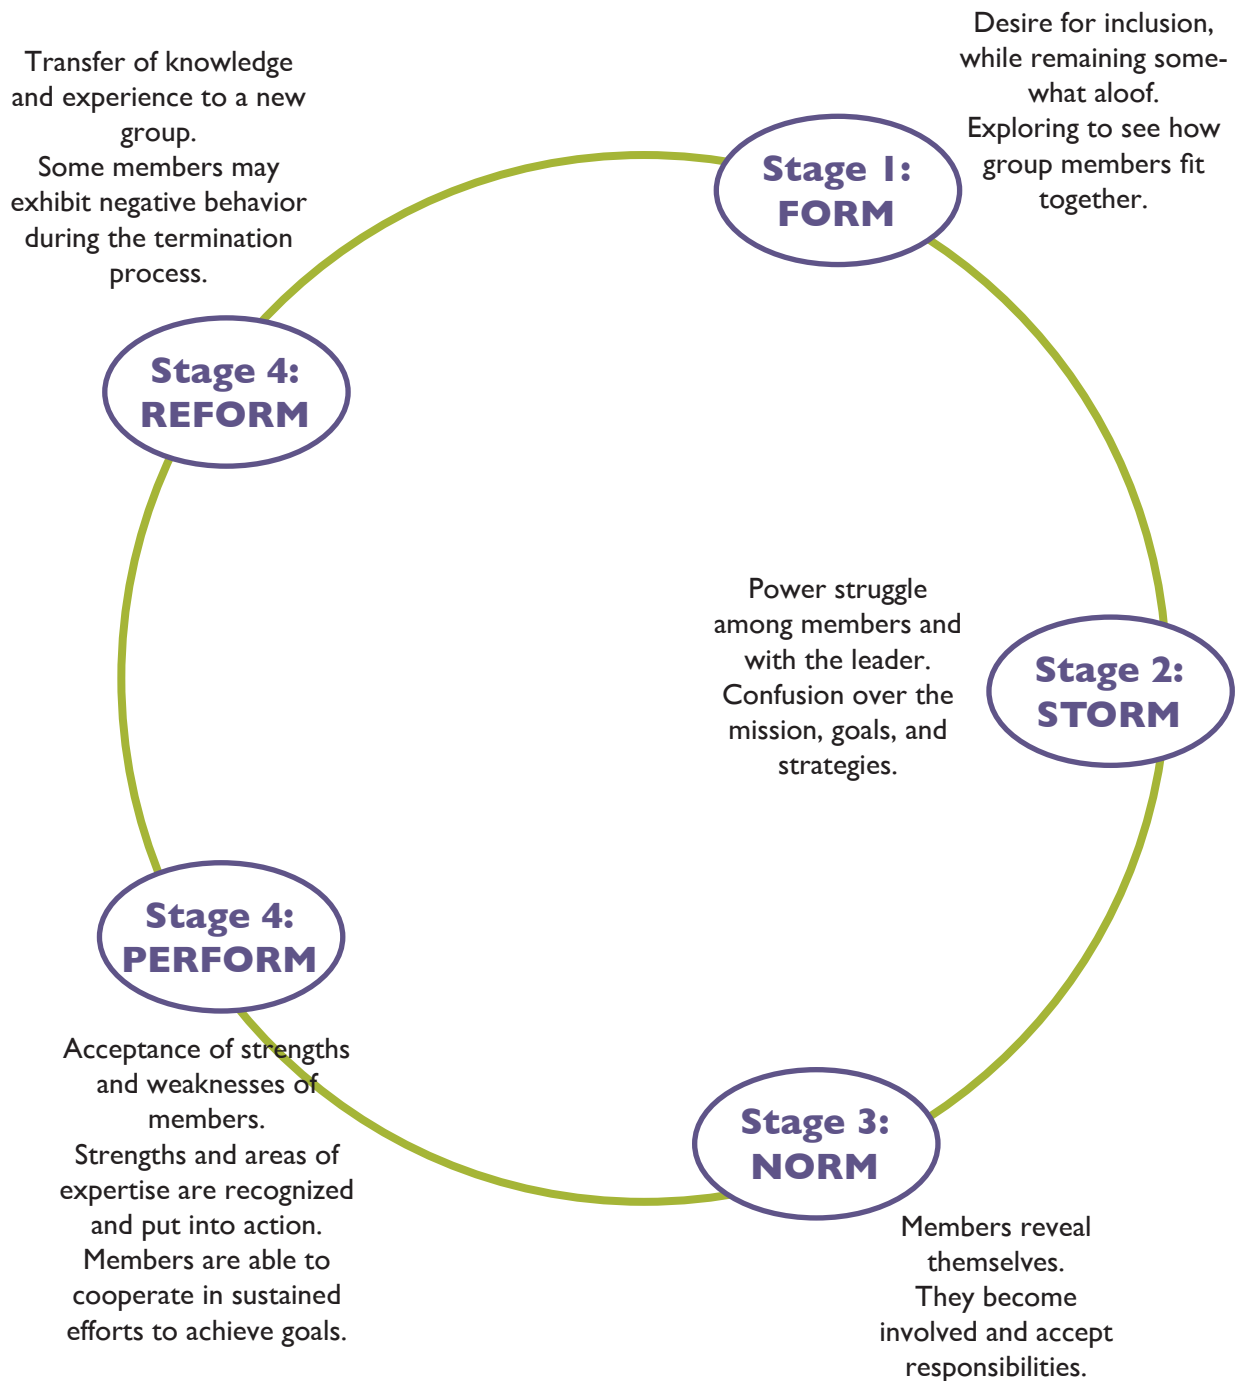 Desire for inclusion,
while remaining some-
what aloof.
Exploring to see how
group members fit
together.
Transfer of knowledge
and experience to a new
group.
Some members may
exhibit negative behavior
during the termination
process.
Stage 1:
FORM
Stage 4:
REFORM
Power struggle
among members and
with the leader.
Confusion over the
mission, goals, and
strategies.
Stage 2:
STORM
Stage 4:
PERFORM
Acceptance of strengths
and weaknesses of
members.
Strengths and areas of
expertise are recognized
and put into action.
Members are able to
cooperate in sustained
efforts to achieve goals.
Stage 3:
NORM
Members reveal
themselves.
They become
involved and accept
responsibilities.